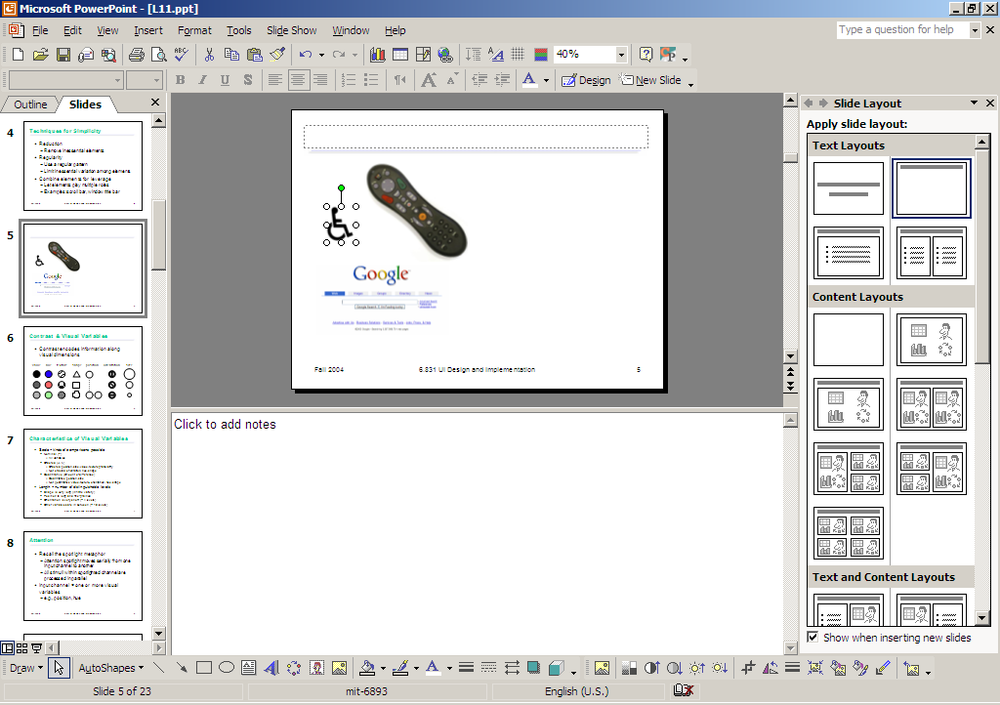 Microsoft PowerPoint - [L11.ppt]
File Edit View Insert Format Tools Slide Show Window Help
Type a question for help
40%
Design New Slide
Outline Slides
4
Techniques for Simplicity
Reduction
– Remove inessential elements
Regularity
– Use a regular pattern
– Limit inessential variation among elements
Combine elements for leverage
– Let elements play multiple roles
– Examples: scroll bar, window title bar
5
Google
6
Contrast & Visual Variables
Contrast encodes information along
visual dimensions
7
Characteristics of Visual Variables
8
Attention
Recall the spotlight metaphor
– Attention spotlight moves serially from one
input channel to another
– All stimuli within spotlighted channel are
processed in parallel
Input channel = one or more visual
variables
– e.g., position, hue
Google
Fall 2004 6.831 UI Design and Implementation 5
Click to add notes
Slide Layout
Apply slide layout:
Text Layouts
Content Layouts
Text and Content Layouts
Show when inserting new slides
Draw AutoShapes
Slide 5 of 23 mit-6893 English (U.S.)